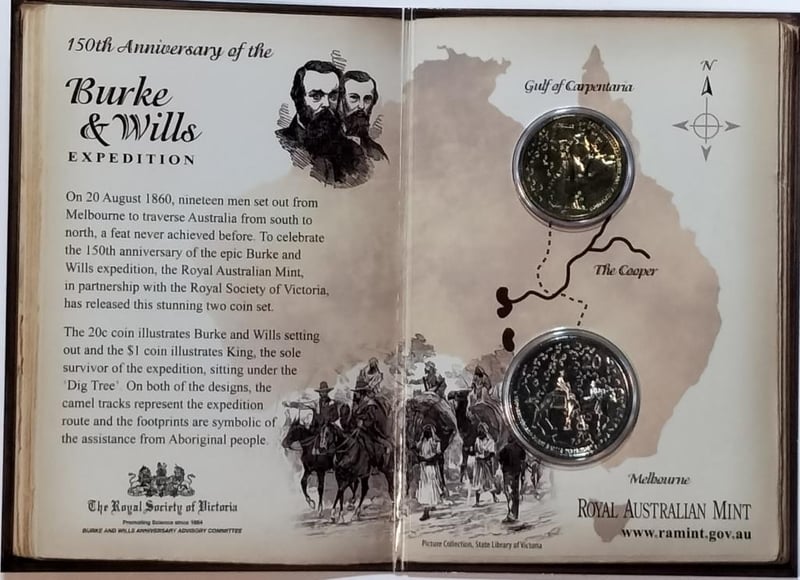 150th Anniversary of the
Burke
& Wills
EXPEDITION
On 20 August 1860, nineteen men set out from
Melbourne to traverse Australia from south to
north, a feat never achieved before. To celebrate
the 150th anniversary of the epic Burke and
Wills expedition, the Royal Australian Mint,
in partnership with the Royal Society of Victoria,
has released this stunning two coin set.
The 20c coin illustrates Burke and Wills setting
out and the $1 coin illustrates King, the sole
survivor of the expedition, sitting under the
'Dig Tree'. On both of the designs, the
camel tracks represent the expedition
route and the footprints are symbolic of
the assistance from Aboriginal people.
The Royal Society of Victoria
Promoting Science since 1854
BURKE AND WILLS ANNIVERSARY ADVISORY COMMITTEE
N
Gulf of Carpentaria
The Cooper
Melbourne
ROYAL AUSTRALIAN MINT
www.ramint.gov.au
Picture Collection, State Library of Victoria